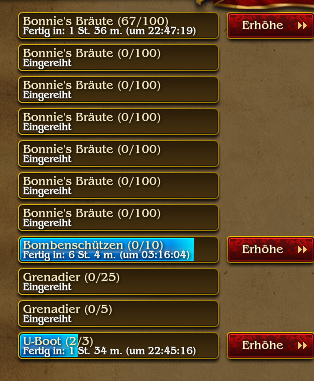 Bonnie's Bräute (67/100)
Fertig in: 1 St. 36 m. (um 22:47:19)
Erhöhe
Bonnie's Bräute (0/100)
Eingereiht
Bonnie's Bräute (0/100)
Eingereiht
Bonnie's Bräute (0/100)
Eingereiht
Bonnie's Bräute (0/100)
Eingereiht
Bonnie's Bräute (0/100)
Eingereiht
Bonnie's Bräute (0/100)
Eingereiht
Bombenschützen (0/10)
Fertig in: 6 St. 4 m. (um 03:16:04)
Erhöhe
Grenadier (0/25)
Eingereiht
Grenadier (0/5)
Eingereiht
U-Boot (2/3)
Fertig in: 1 St. 34 m. (um 22:45:16)
Erhöhe